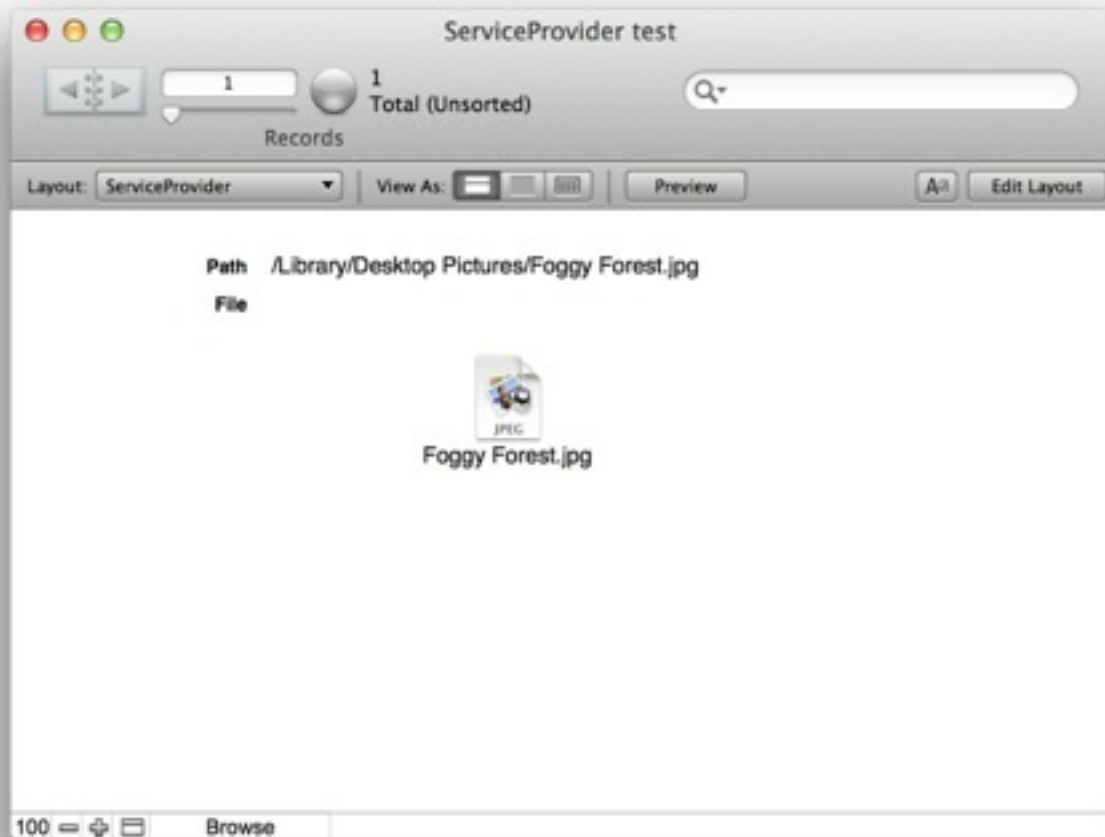 ServiceProvider test
1
1
Total (Unsorted)
Records
Layout: ServiceProvider
View As:
Preview
Aa
Edit Layout
Path /Library/Desktop Pictures/Foggy Forest.jpg
File
JPEG
Foggy Forest.jpg
100
Browse